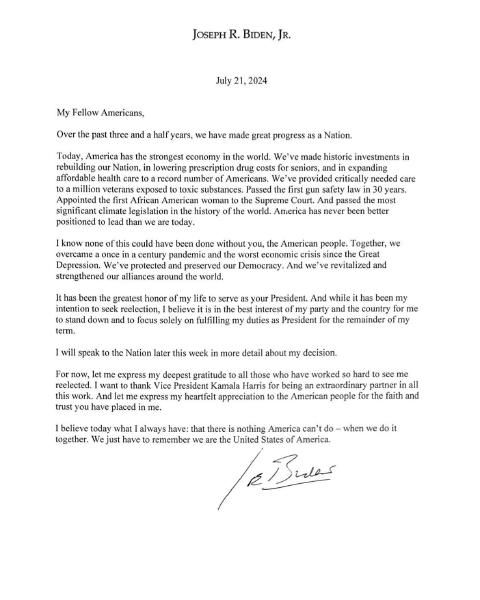 JOSEPH R. BIDEN, JR.
July 21, 2024
My Fellow Americans,
Over the past three and a half years, we have made great progress as a Nation.
Today, America has the strongest economy in the world. We've made historic investments in
rebuilding our Nation, in lowering prescription drug costs for seniors, and in expanding
affordable health care to a record number of Americans. We've provided critically needed care
to a million veterans exposed to toxic substances. Passed the first gun safety law in 30 years.
Appointed the first African American woman to the Supreme Court. And passed the most
significant climate legislation in the history of the world. America has never been better
positioned to lead than we are today.
I know none of this could have been done without you, the American people. Together, we
overcame a once in a century pandemic and the worst economic crisis since the Great
Depression. We've protected and preserved our Democracy. And we've revitalized and
strengthened our alliances around the world.
It has been the greatest honor of my life to serve as your President. And while it has been my
intention to seek reelection, I believe it is in the best interest of my party and the country for me
to stand down and to focus solely on fulfilling my duties as President for the remainder of my
term.
I will speak to the Nation later this week in more detail about my decision.
For now, let me express my deepest gratitude to all those who have worked so hard to see me
reelected. I want to thank Vice President Kamala Harris for being an extraordinary partner in all
this work. And let me express my heartfelt appreciation to the American people for the faith and
trust you have placed in me.
I believe today what I always have: that there is nothing America can't do – when we do it
together. We just have to remember we are the United States of America.
Joe Biden